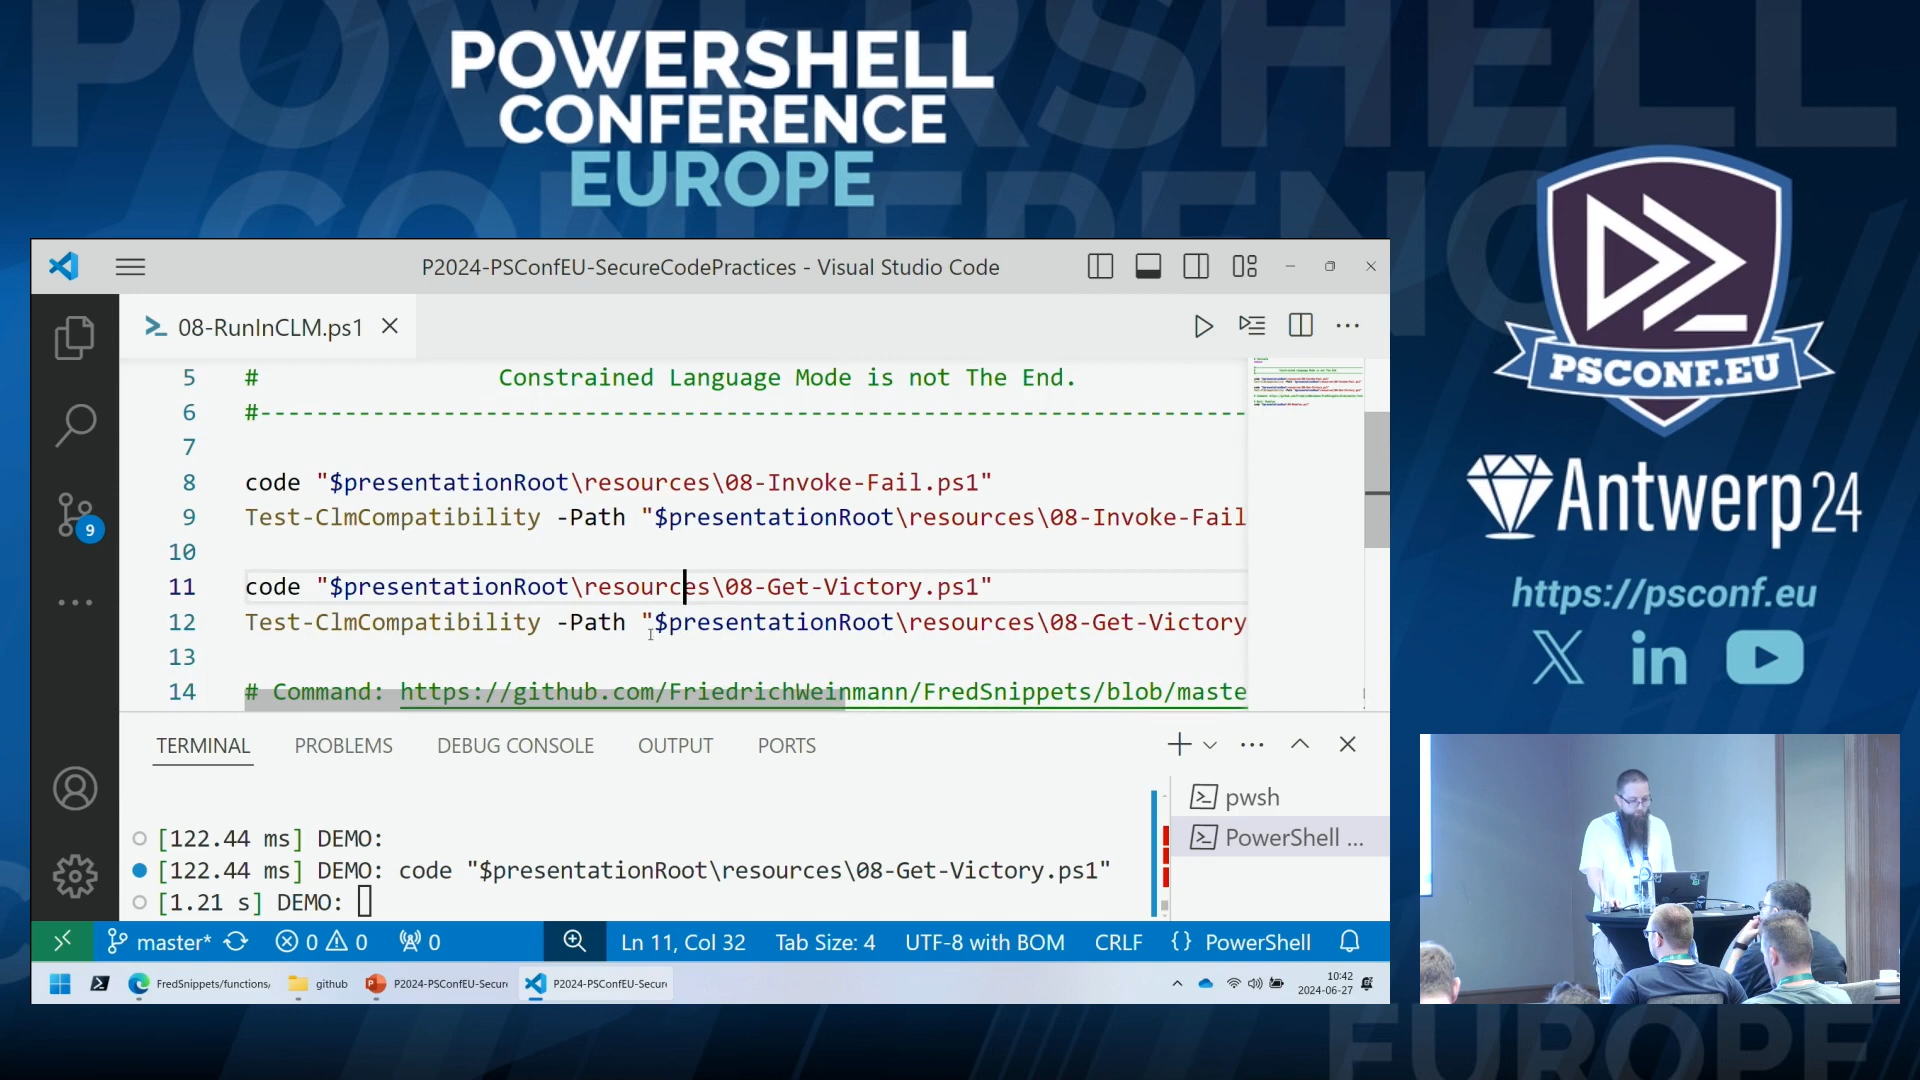 POWERSHELL
CONFERENCE
EUROPE
P2024-PSConfEU-SecureCodePractices - Visual Studio Code
08-RunInCLM.ps1
5 # Constrained Language Mode is not The End.
6 #----------------------------------------------------------------------
7
8 code "$presentationRoot\resources\08-Invoke-Fail.ps1"
9 Test-ClmCompatibility -Path "$presentationRoot\resources\08-Invoke-Fail
10
11 code "$presentationRoot\resources\08-Get-Victory.ps1"
12 Test-ClmCompatibility -Path "$presentationRoot\resources\08-Get-Victory
13
14 # Command: https://github.com/FriedrichWeinmann/FredSnippets/blob/maste
9
TERMINAL PROBLEMS DEBUG CONSOLE OUTPUT PORTS
pwsh
PowerShell ...
[122.44 ms] DEMO:
[122.44 ms] DEMO: code "$presentationRoot\resources\08-Get-Victory.ps1"
[1.21 s] DEMO:
master* 0 0 0 Ln 11, Col 32 Tab Size: 4 UTF-8 with BOM CRLF {} PowerShell
FredSnippets/functions, github P2024-PSConfEU-Secur P2024-PSConfEU-Secur
10:42
2024-06-27
PSCONF.EU
Antwerp 24
https://psconf.eu
X in
POWERSHELL
CONFERENCE
EUROPE